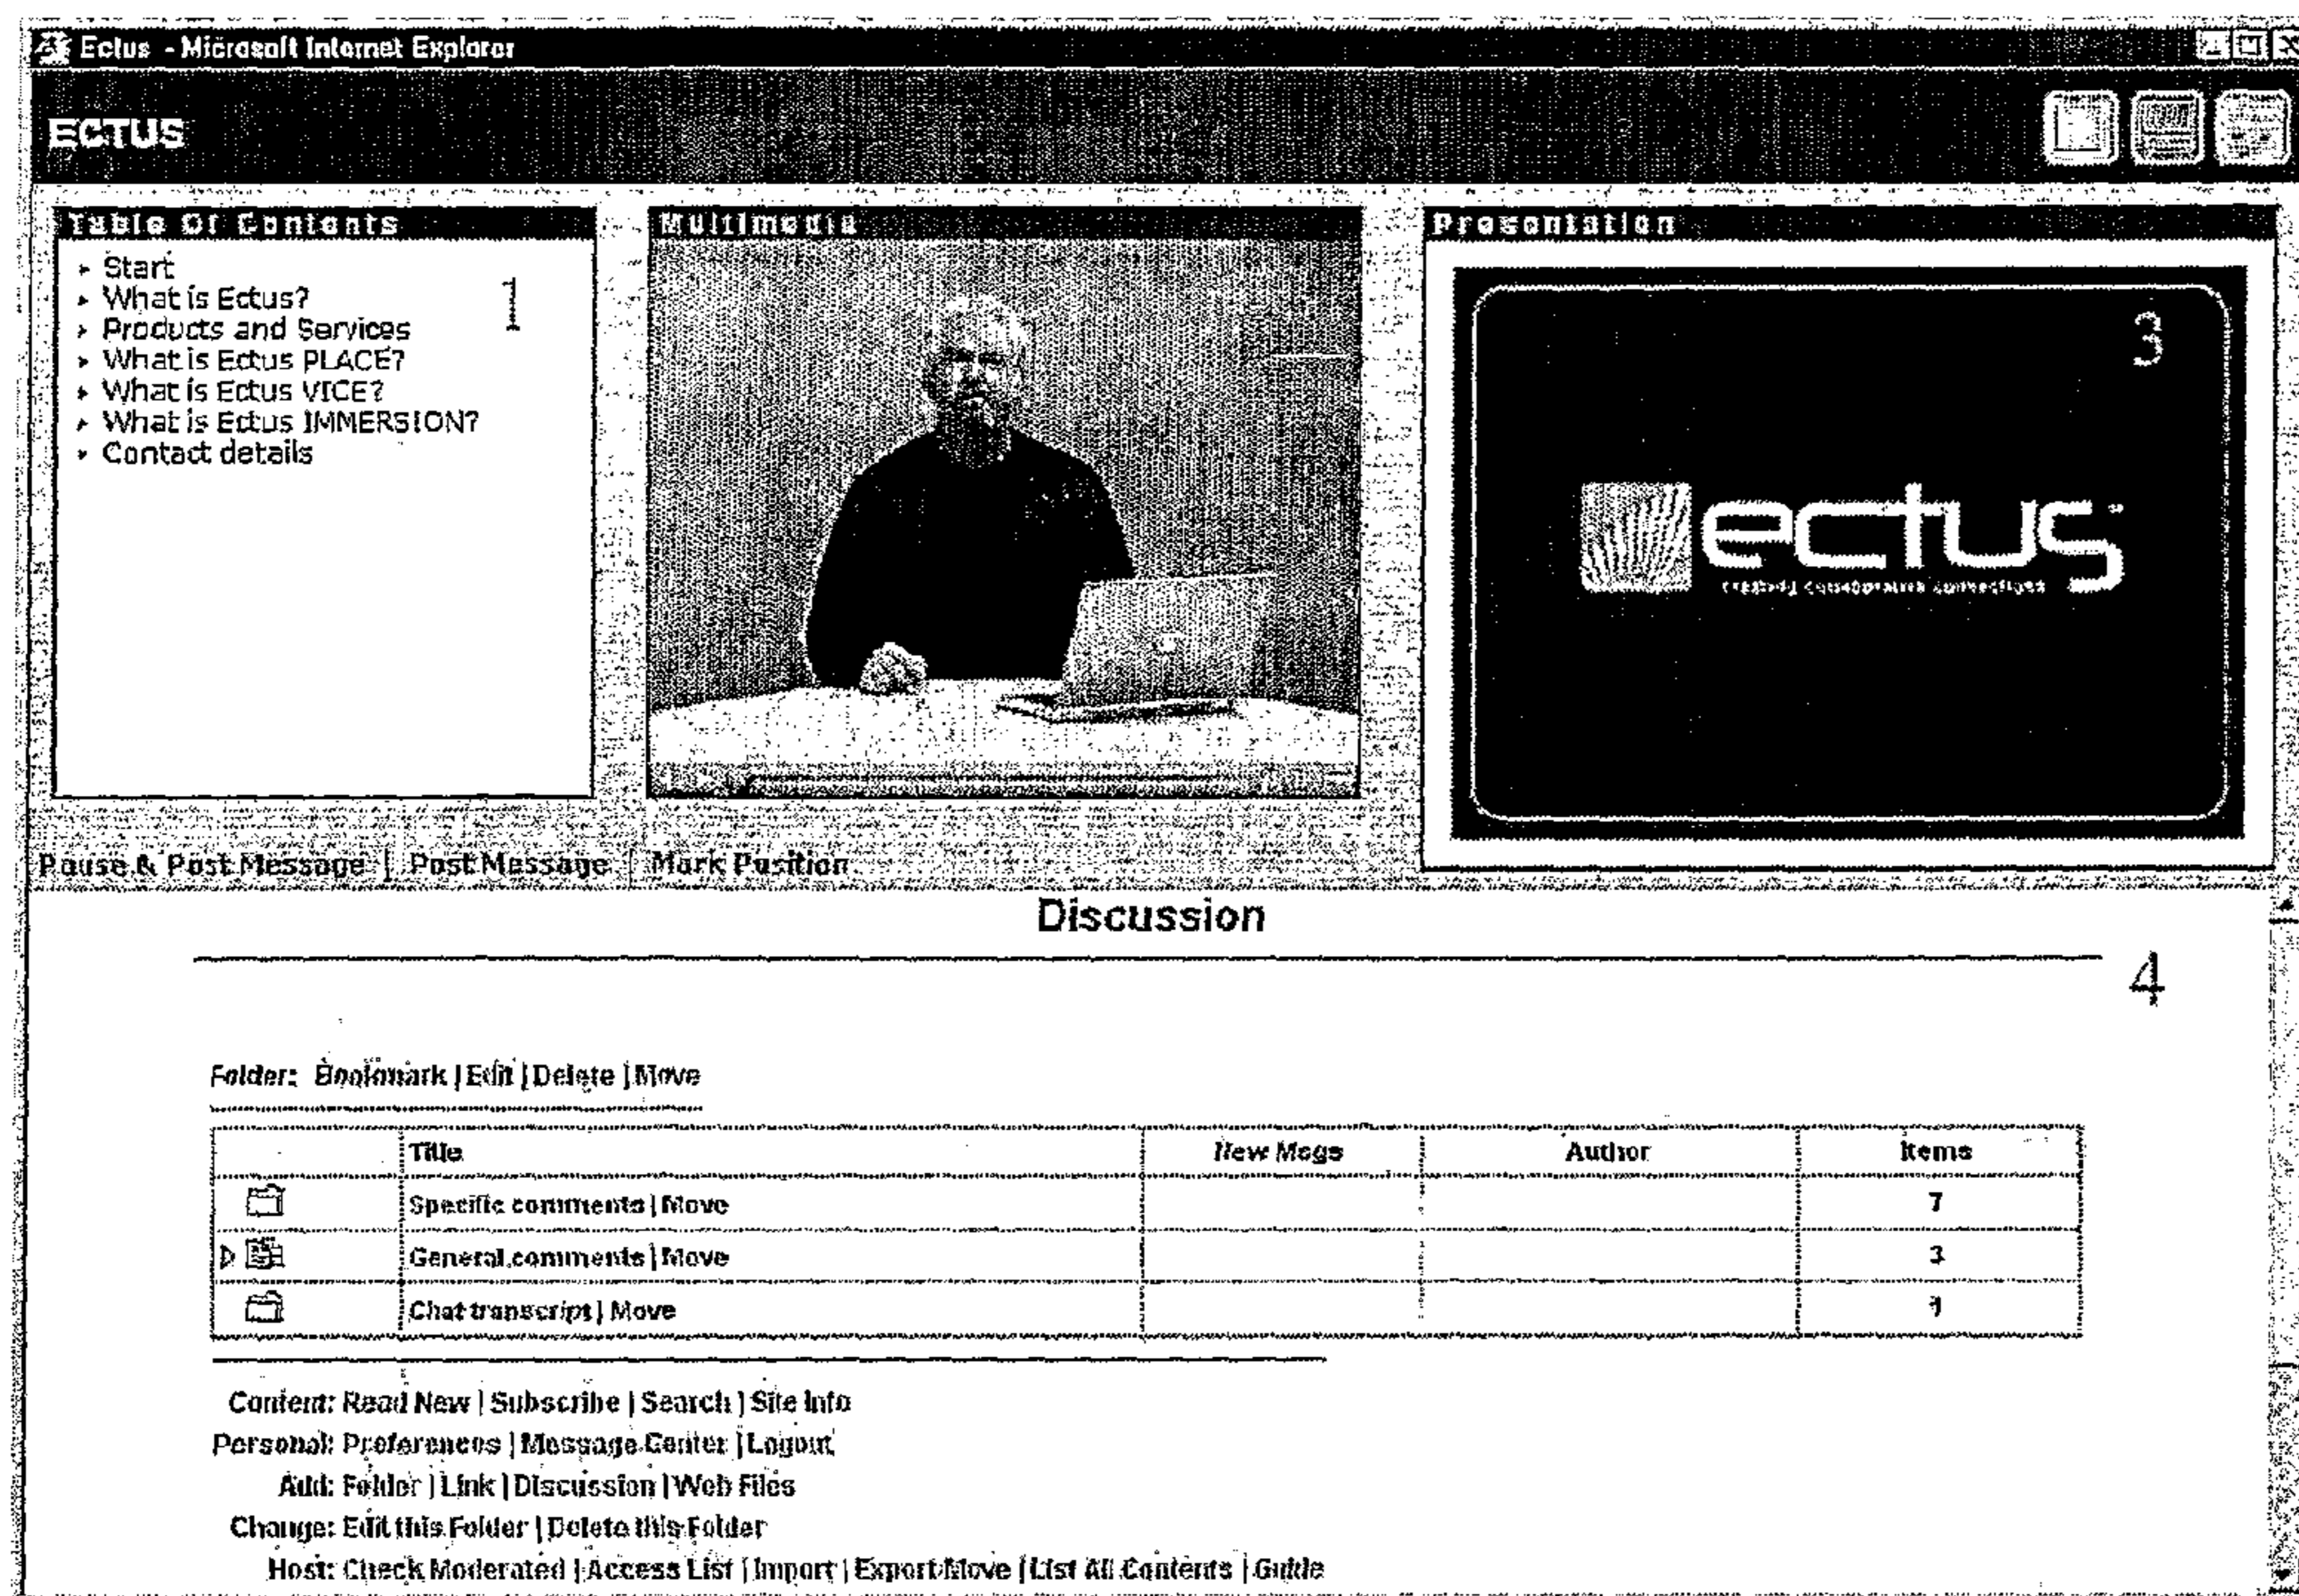 Ectus - Microsoft Internet Explorer
ECTUS
Table Of Contents
Start
What is Ectus?
Products and Services
What is Ectus PLACE?
What is Ectus VICE?
What is Ectus IMMERSION?
Contact details
1
Multimedia
Presentation
3
ectus
creating collaborative connections
Pause & Post Message | Post Message | Mark Position
Discussion
4
Folder: Bookmark | Edit | Delete | Move
Title New Msgs Author Items
Specific comments | Move 7
General comments | Move 3
Chat transcript | Move 1
Content: Read New | Subscribe | Search | Site Info
Personal: Preferences | Message Center | Logout
Add: Folder | Link | Discussion | Web Files
Change: Edit this Folder | Delete this Folder
Host: Check Moderated | Access List | Import | Export Move | List All Contents | Guide